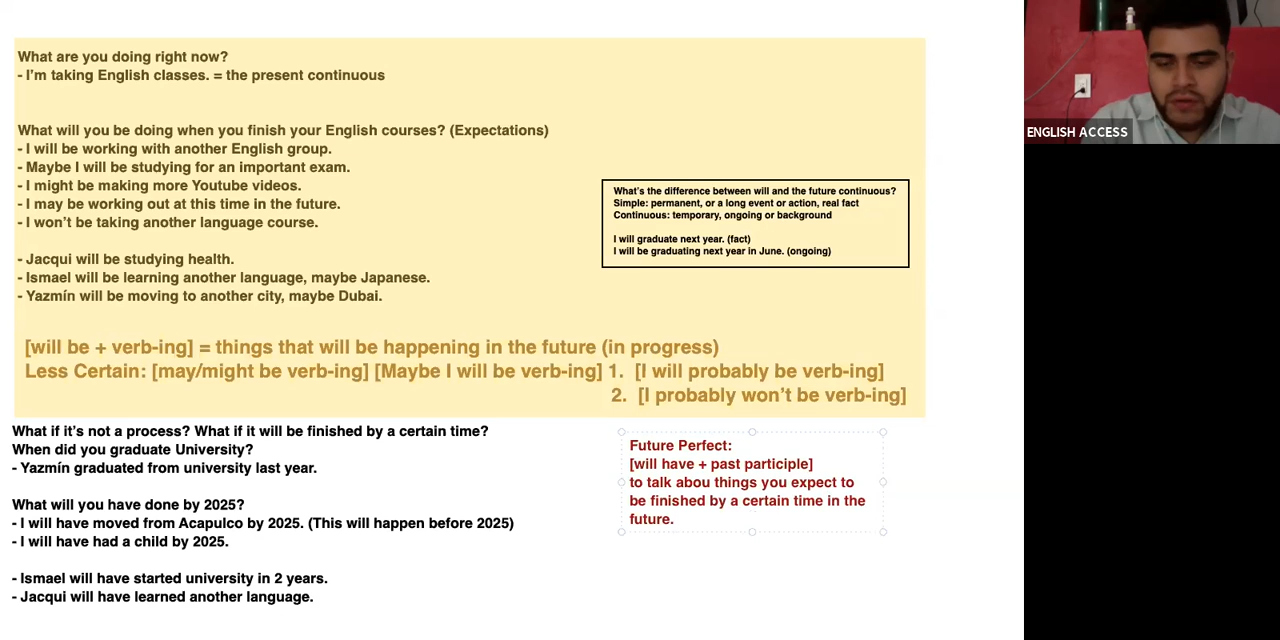 What are you doing right now?
- I'm taking English classes. = the present continuous
What will you be doing when you finish your English courses? (Expectations)
- I will be working with another English group.
- Maybe I will be studying for an important exam.
- I might be making more Youtube videos.
- I may be working out at this time in the future.
- I won't be taking another language course.
- Jacqui will be studying health.
- Ismael will be learning another language, maybe Japanese.
- Yazmín will be moving to another city, maybe Dubai.
What's the difference between will and the future continuous?
Simple: permanent, or a long event or action, real fact
Continuous: temporary, ongoing or background
I will graduate next year. (fact)
I will be graduating next year in June. (ongoing)
[will be + verb-ing] = things that will be happening in the future (in progress)
Less Certain: [may/might be verb-ing] [Maybe I will be verb-ing] 1. [I will probably be verb-ing]
2. [I probably won't be verb-ing]
What if it's not a process? What if it will be finished by a certain time?
When did you graduate University?
- Yazmín graduated from university last year.
What will you have done by 2025?
- I will have moved from Acapulco by 2025. (This will happen before 2025)
- I will have had a child by 2025.
- Ismael will have started university in 2 years.
- Jacqui will have learned another language.
Future Perfect:
[will have + past participle]
to talk abou things you expect to
be finished by a certain time in the
future.
ENGLISH ACCESS